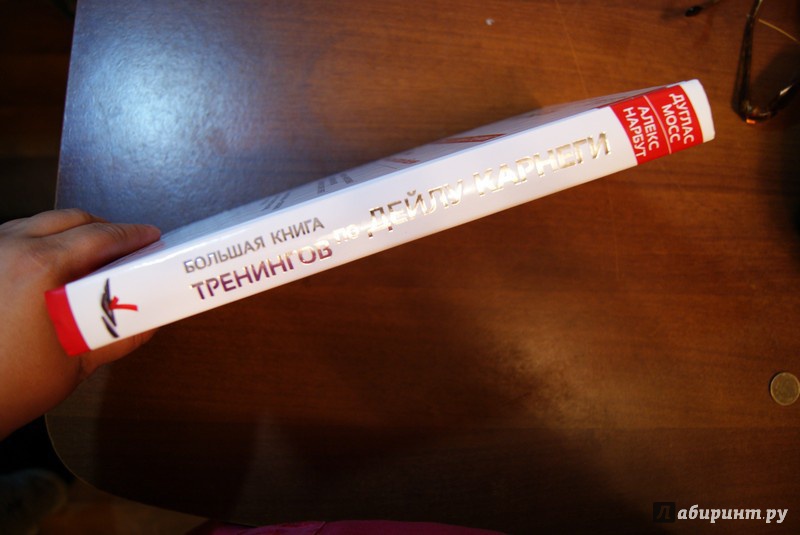 БОЛЬШАЯ КНИГА
ТРЕНИНГОВ ПО ДЕЙЛУ КАРНЕГИ
ДУГЛАС
МОСС
АЛЕКС
НАРБУТ
Лабиринт.ру